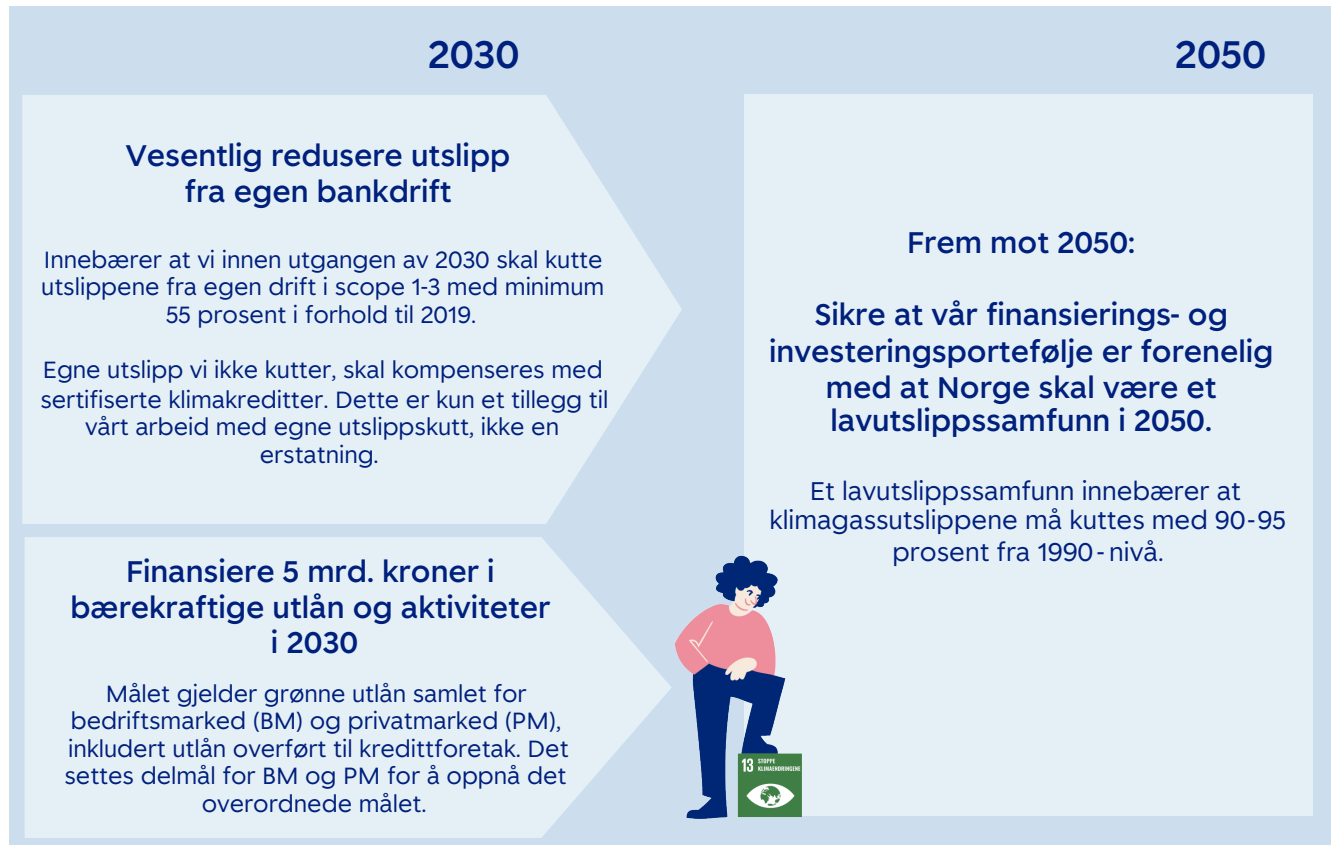 2030
Vesentlig redusere utslipp
fra egen bankdrift
Innebærer at vi innen utgangen av 2030 skal kutte
utslippene fra egen drift i scope 1-3 med minimum
55 prosent i forhold til 2019.
Egne utslipp vi ikke kutter, skal kompenseres med
sertifiserte klimakreditter. Dette er kun et tillegg til
vårt arbeid med egne utslippskutt, ikke en
erstatning.
Finansiere 5 mrd. kroner i
bærekraftige utlån og aktiviteter
i 2030
Målet gjelder grønne utlån samlet for
bedriftsmarked (BM) og privatmarked (PM),
inkludert utlån overført til kredittforetak. Det
settes delmål for BM og PM for å oppnå det
overordnede målet.
2050
Frem mot 2050:
Sikre at vår finansierings- og
investeringsportefølje er forenelig
med at Norge skal være et
lavutslippssamfunn i 2050.
Et lavutslippssamfunn innebærer at
klimagassutslippene må kuttes med 90-95
prosent fra 1990-nivå.
13 STOPPE
KLIMAENDRINGENE